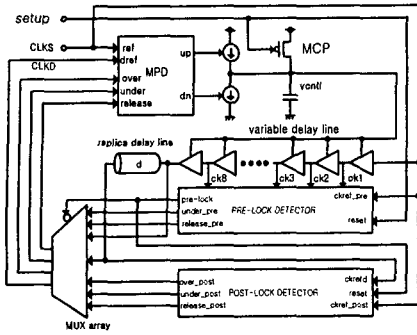 setup
CLKS
CLKD
ref
dref
over
under
release
MPD
up
dn
MCP
vcntl
variable delay line
replica delay line
d
ck8
ck3
ck2
ck1
pre-lock
under_pre
release_pre
ckref_pre
reset
PRE-LOCK DETECTOR
over_post
under_post
release_post
ckref d
reset
ckref_post
POST-LOCK DETECTOR
MUX array